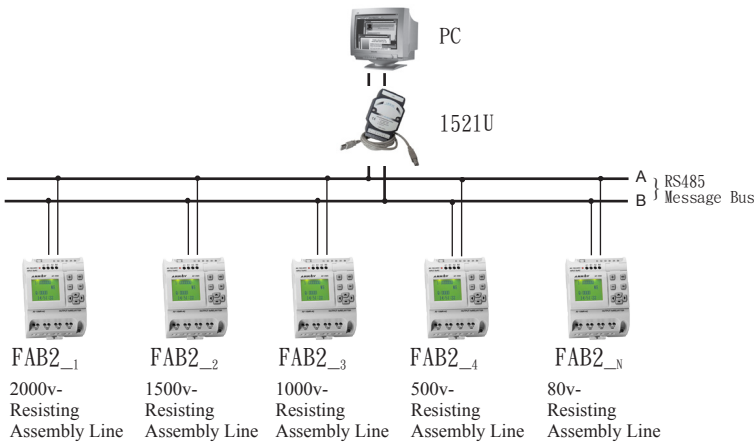 PC
1521U
A
B
RS485
Message Bus
FAB2_1
FAB2_2
FAB2_3
FAB2_4
FAB2_N
2000v-
Resisting
Assembly Line
1500v-
Resisting
Assembly Line
1000v-
Resisting
Assembly Line
500v-
Resisting
Assembly Line
80v-
Resisting
Assembly Line